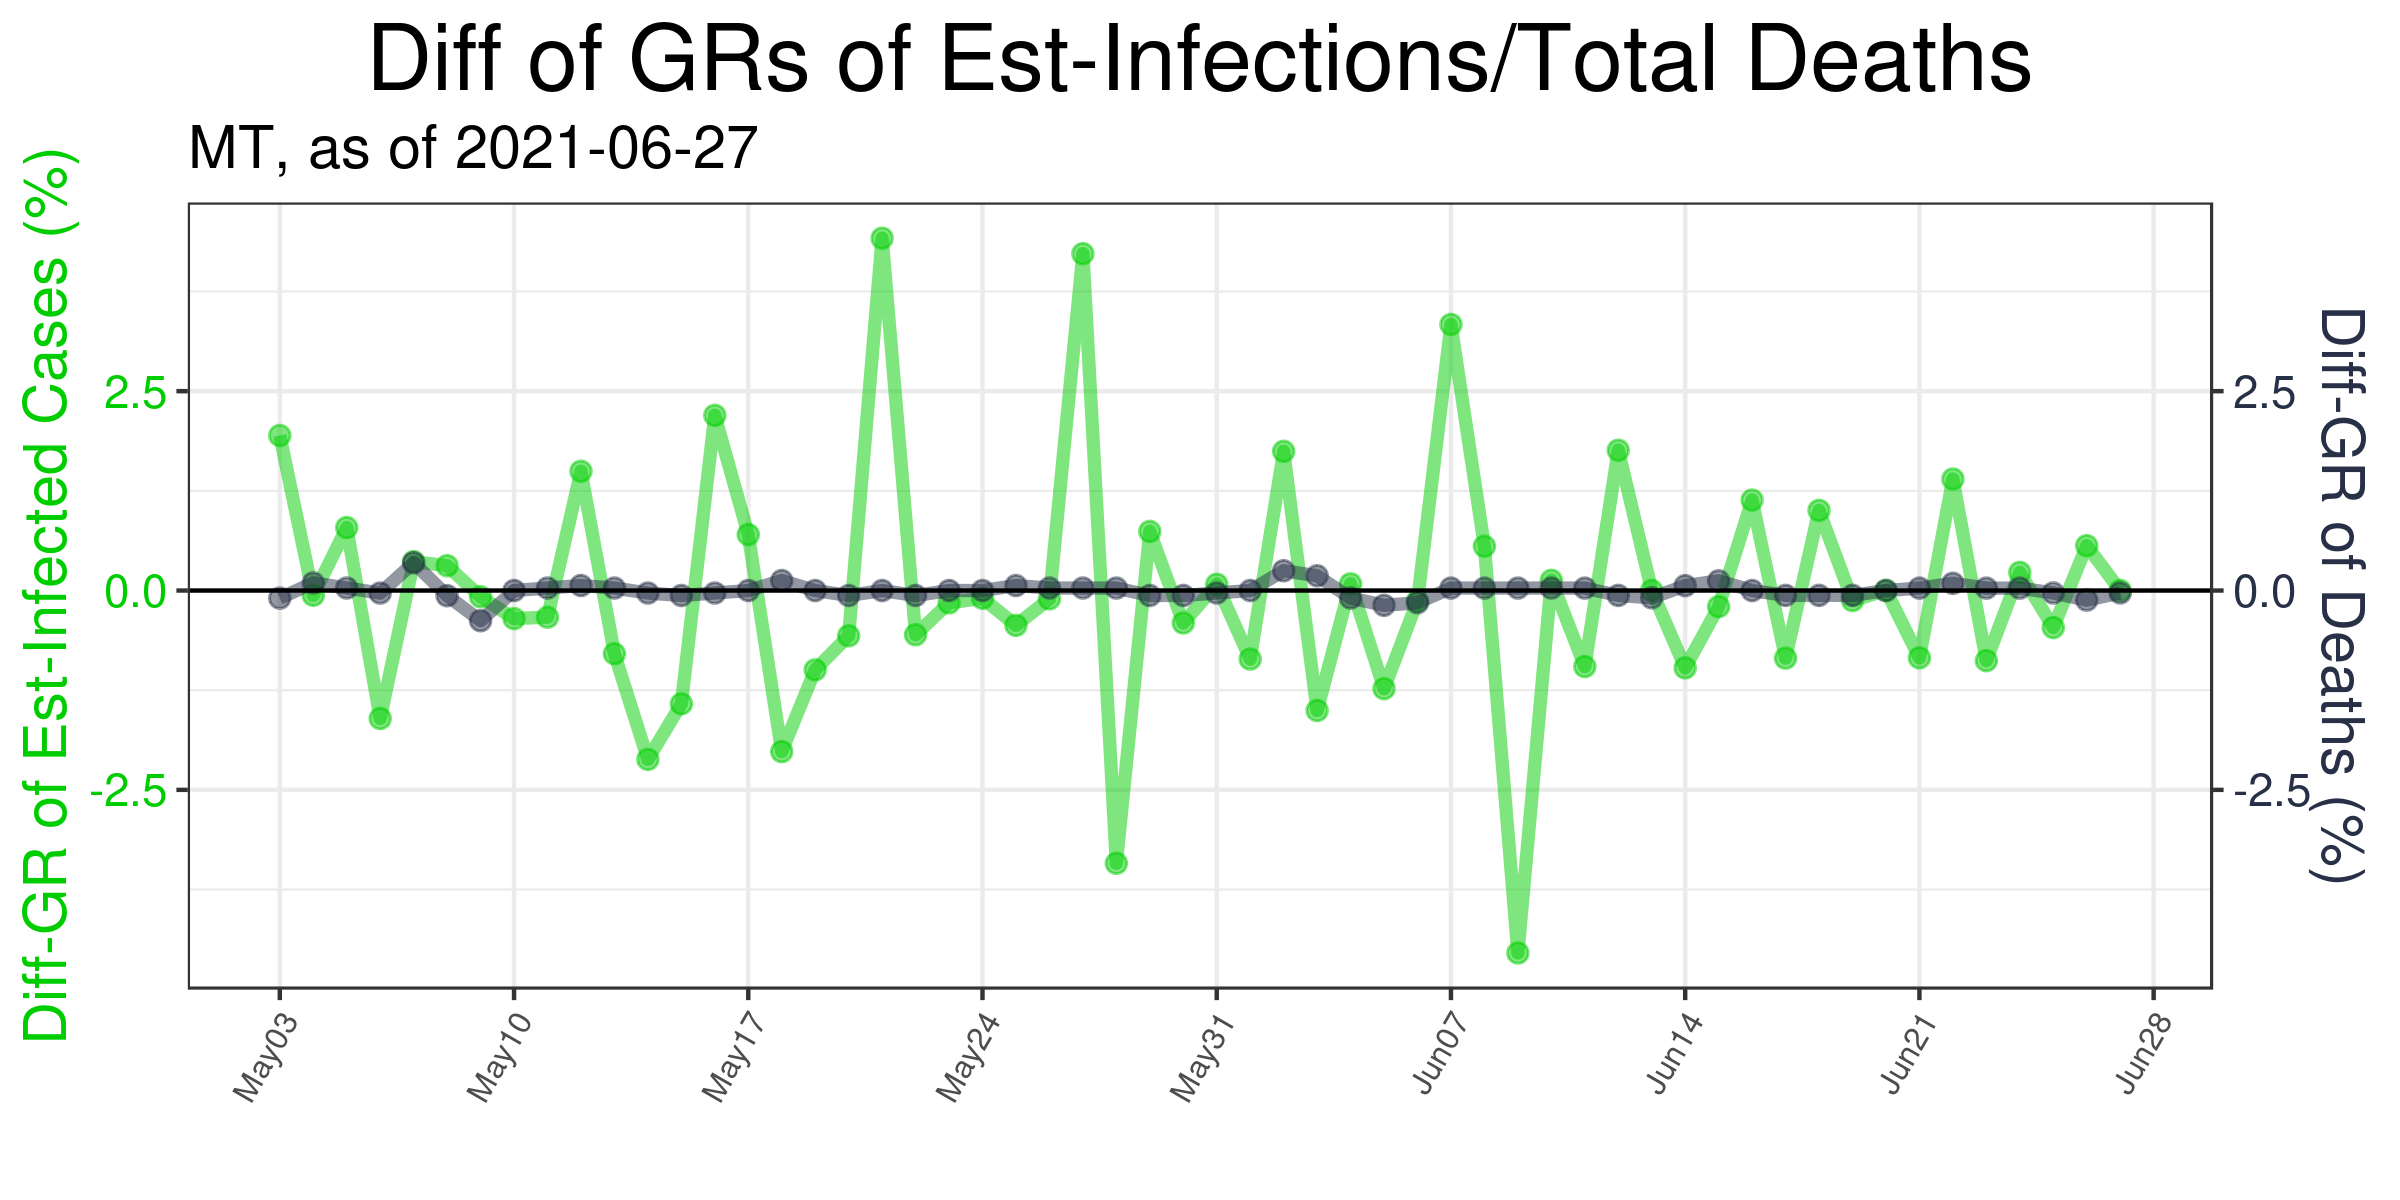 Diff of GRs of Est-Infections/Total Deaths
MT, as of 2021-06-27
Diff-GR of Est-Infected Cases (%)
2.5
0.0
-2.5
2.5
0.0
-2.5
Diff-GR of Deaths (%)
May03
May10
May17
May24
May31
Jun07
Jun14
Jun21
Jun28